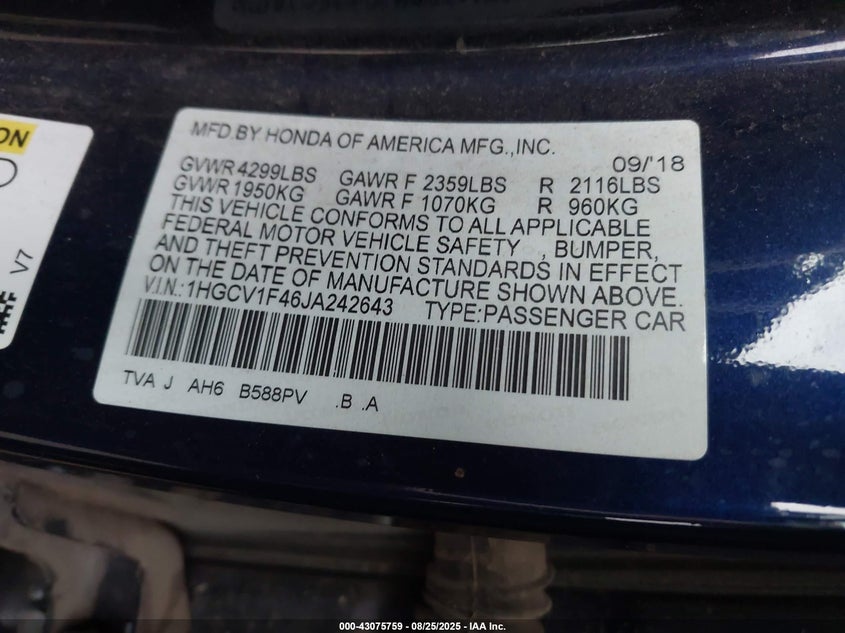 MFD.BY HONDA OF AMERICA MFG.,INC.
09/'18
GVWR 4299LBS GAWR F 2359LBS R 2116LBS
GVWR 1950KG GAWR F 1070KG R 960KG
THIS VEHICLE CONFORMS TO ALL APPLICABLE
FEDERAL MOTOR VEHICLE SAFETY , BUMPER,
AND THEFT PREVENTION STANDARDS IN EFFECT
ON THE DATE OF MANUFACTURE SHOWN ABOVE.
V.I.N.:1HGCV1F46JA242643 TYPE:PASSENGER CAR
TVA J AH6 B588PV .B .A
ON
V7
000-43075759 - 08/25/2025 - IAA Inc.